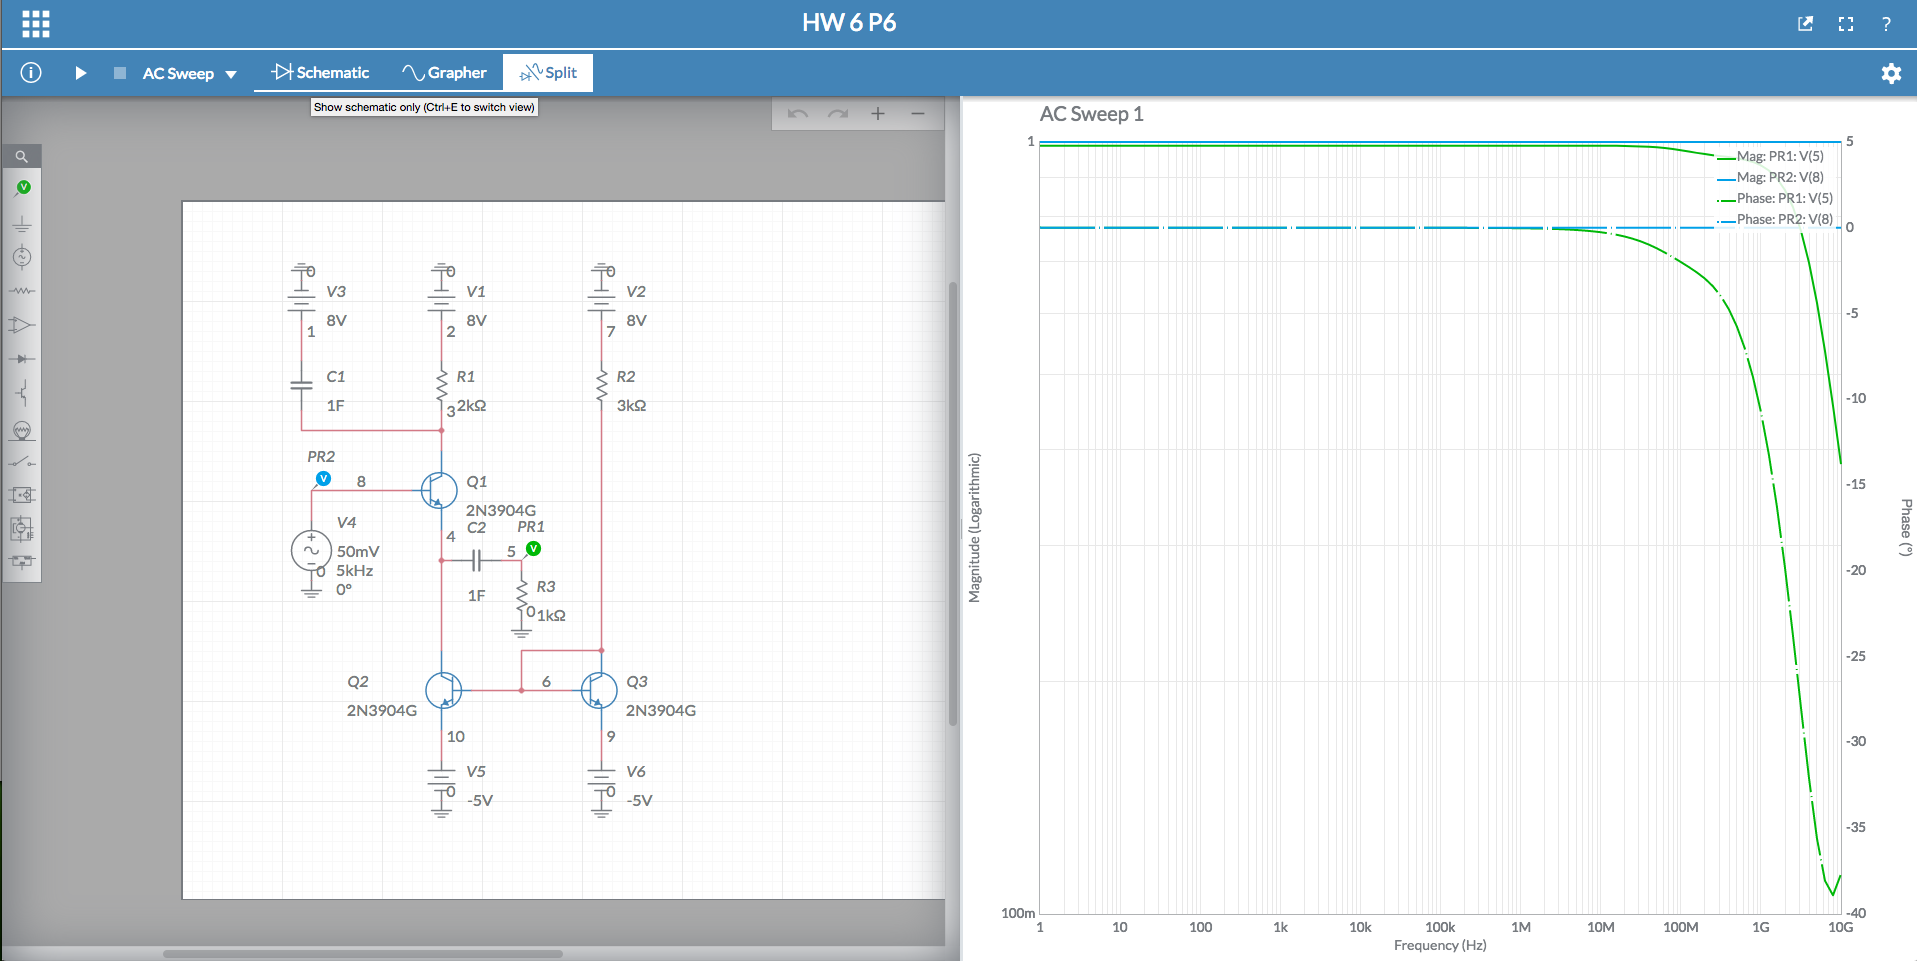 HW 6 P6
?
i
AC Sweep
Schematic
Grapher
Split
Show schematic only (Ctrl+E to switch view)
+ −
V
0
V3
8V
1
0
V1
8V
2
0
V2
8V
7
C1
1F
R1
2kΩ
3
R2
3kΩ
PR2
V
8
Q1
2N3904G
V4
50mV
5kHz
0°
0
4
C2
1F
PR1
5
V
R3
1kΩ
0
Q2
2N3904G
6
Q3
2N3904G
10
9
V5
-5V
0
V6
-5V
0
AC Sweep 1
Mag: PR1: V(5)
Mag: PR2: V(8)
Phase: PR1: V(5)
Phase: PR2: V(8)
Magnitude (Logarithmic)
1
100m
Phase (°)
5
0
-5
-10
-15
-20
-25
-30
-35
-40
1 10 100 1k 10k 100k 1M 10M 100M 1G 10G
Frequency (Hz)